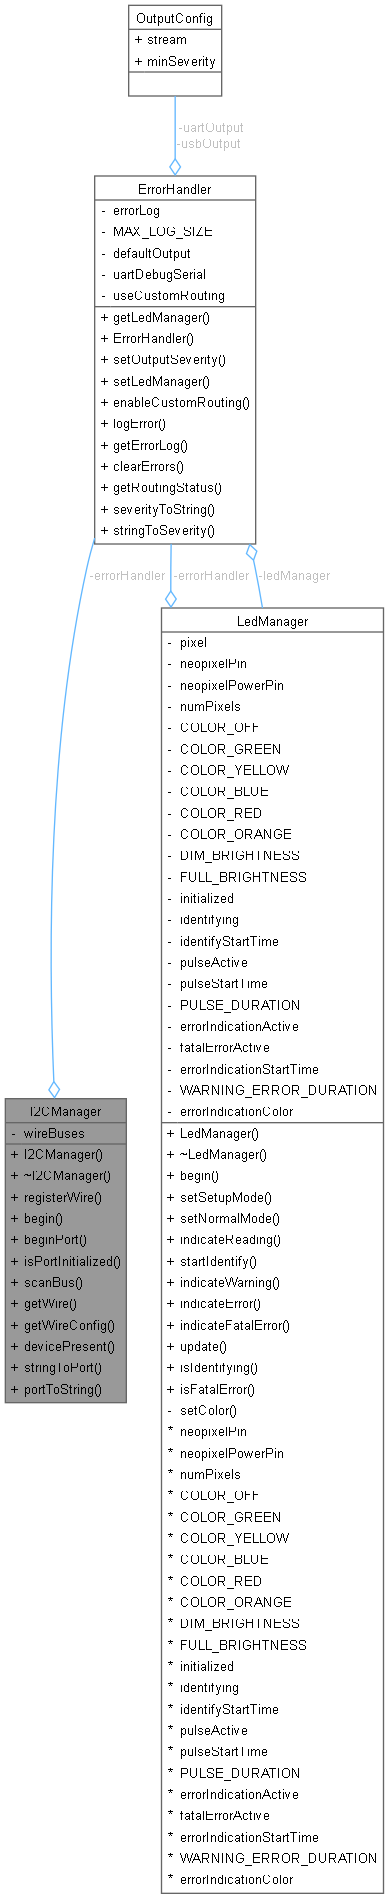 OutputConfig
+ stream
+ minSeverity
-uartOutput
-usbOutput
ErrorHandler
- errorLog
- MAX_LOG_SIZE
- defaultOutput
- uartDebugSerial
- useCustomRouting
+ getLedManager()
+ ErrorHandler()
+ setOutputSeverity()
+ setLedManager()
+ enableCustomRouting()
+ logError()
+ getErrorLog()
+ clearErrors()
+ getRoutingStatus()
+ severityToString()
+ stringToSeverity()
-errorHandler -errorHandler -ledManager
LedManager
- pixel
- neopixelPin
- neopixelPowerPin
- numPixels
- COLOR_OFF
- COLOR_GREEN
- COLOR_YELLOW
- COLOR_BLUE
- COLOR_RED
- COLOR_ORANGE
- DIM_BRIGHTNESS
- FULL_BRIGHTNESS
- initialized
- identifying
- identifyStartTime
- pulseActive
- pulseStartTime
- PULSE_DURATION
- errorIndicationActive
- fatalErrorActive
- errorIndicationStartTime
- WARNING_ERROR_DURATION
- errorIndicationColor
+ LedManager()
+ ~LedManager()
+ begin()
+ setSetupMode()
+ setNormalMode()
+ indicateReading()
+ startIdentify()
+ indicateWarning()
+ indicateError()
+ indicateFatalError()
+ update()
+ isIdentifying()
+ isFatalError()
- setColor()
* neopixelPin
* neopixelPowerPin
* numPixels
* COLOR_OFF
* COLOR_GREEN
* COLOR_YELLOW
* COLOR_BLUE
* COLOR_RED
* COLOR_ORANGE
* DIM_BRIGHTNESS
* FULL_BRIGHTNESS
* initialized
* identifying
* identifyStartTime
* pulseActive
* pulseStartTime
* PULSE_DURATION
* errorIndicationActive
* fatalErrorActive
* errorIndicationStartTime
* WARNING_ERROR_DURATION
* errorIndicationColor
I2CManager
- wireBuses
+ I2CManager()
+ ~I2CManager()
+ registerWire()
+ begin()
+ beginPort()
+ isPortInitialized()
+ scanBus()
+ getWire()
+ getWireConfig()
+ devicePresent()
+ stringToPort()
+ portToString()